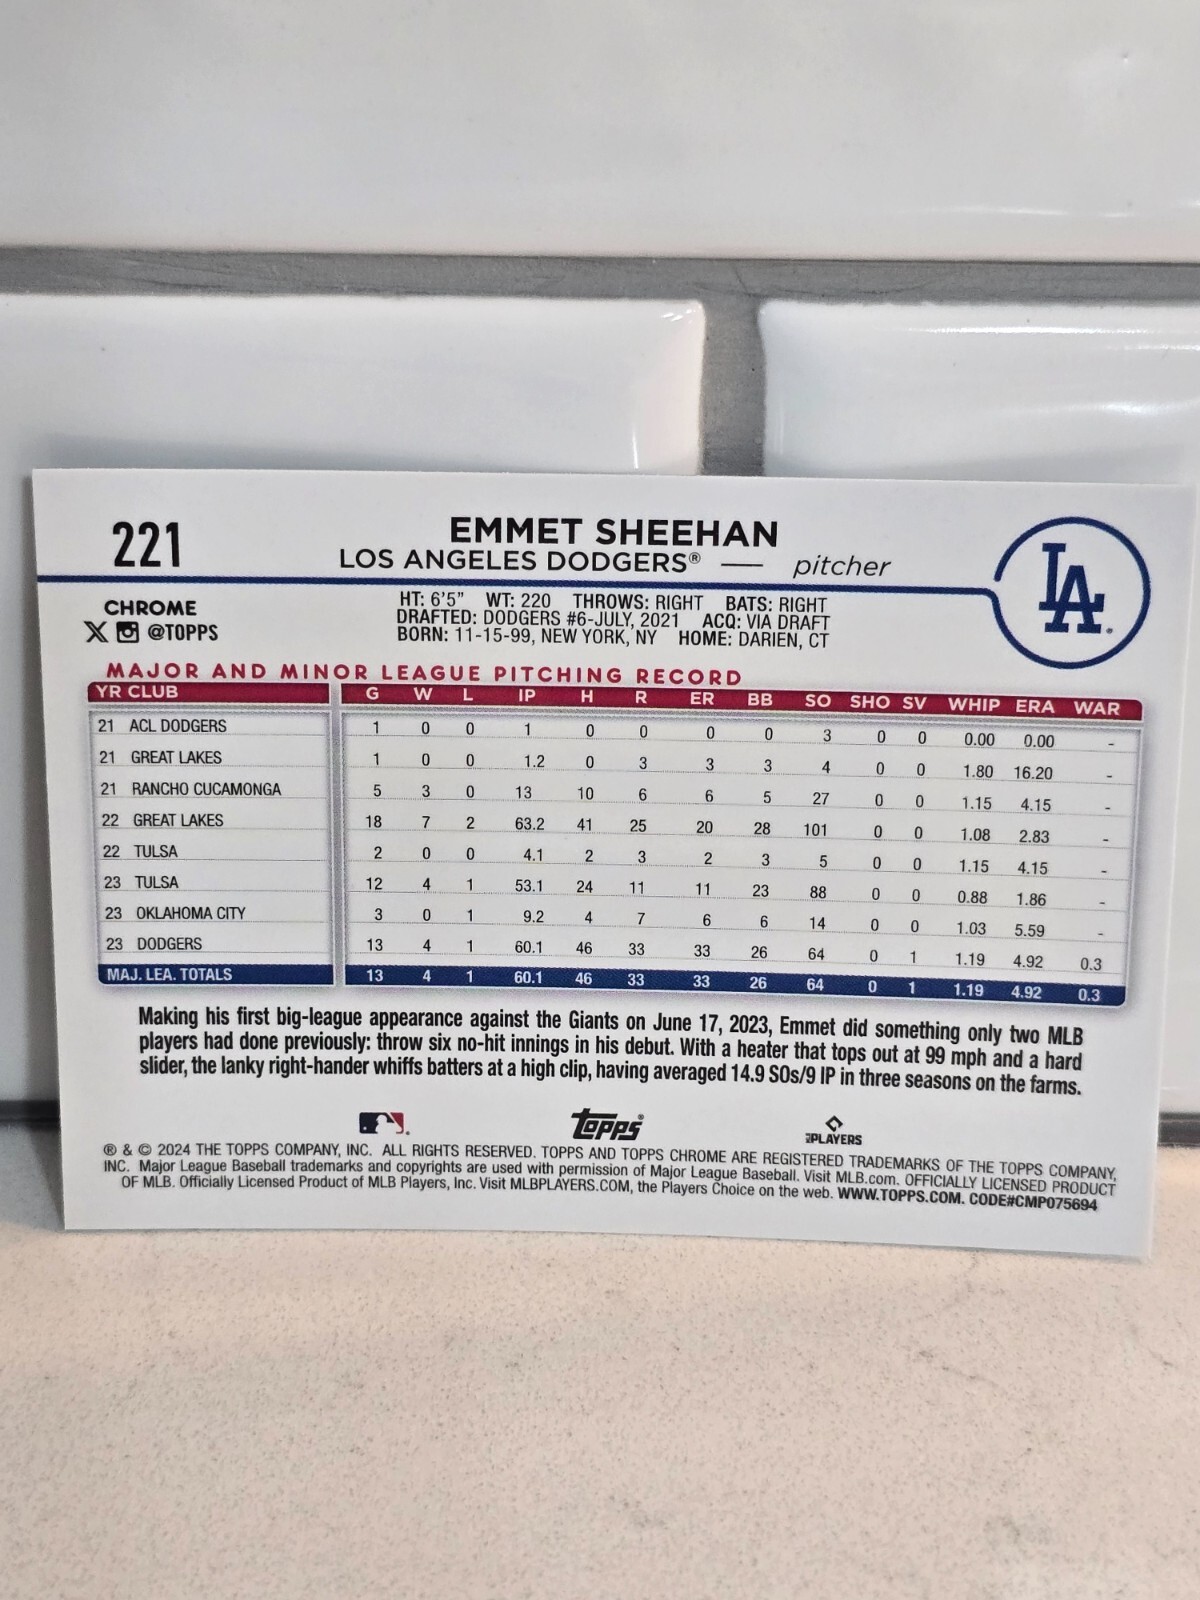 221
EMMET SHEEHAN
LOS ANGELES DODGERS® — pitcher
LA
CHROME
@TOPPS
HT: 6'5" WT: 220 THROWS: RIGHT BATS: RIGHT
DRAFTED: DODGERS #6-JULY, 2021 ACQ: VIA DRAFT
BORN: 11-15-99, NEW YORK, NY HOME: DARIEN, CT
MAJOR AND MINOR LEAGUE PITCHING RECORD
YR CLUB G W L IP H R ER BB SO SHO SV WHIP ERA WAR
21 ACL DODGERS 1 0 0 1 0 0 0 0 3 0 0 0.00 0.00 -
21 GREAT LAKES 1 0 0 1.2 0 3 3 3 4 0 0 1.80 16.20 -
21 RANCHO CUCAMONGA 5 3 0 13 10 6 6 5 27 0 0 1.15 4.15 -
22 GREAT LAKES 18 7 2 63.2 41 25 20 28 101 0 0 1.08 2.83 -
22 TULSA 2 0 0 4.1 2 3 2 3 5 0 0 1.15 4.15 -
23 TULSA 12 4 1 53.1 24 11 11 23 88 0 0 0.88 1.86 -
23 OKLAHOMA CITY 3 0 1 9.2 4 7 6 6 14 0 0 1.03 5.59 -
23 DODGERS 13 4 1 60.1 46 33 33 26 64 0 1 1.19 4.92 0.3
MAJ. LEA. TOTALS 13 4 1 60.1 46 33 33 26 64 0 1 1.19 4.92 0.3
Making his first big-league appearance against the Giants on June 17, 2023, Emmet did something only two MLB
players had done previously: throw six no-hit innings in his debut. With a heater that tops out at 99 mph and a hard
slider, the lanky right-hander whiffs batters at a high clip, having averaged 14.9 SOs/9 IP in three seasons on the farms.
topps®
MLBPLAYERS
® & © 2024 THE TOPPS COMPANY, INC. ALL RIGHTS RESERVED. TOPPS AND TOPPS CHROME ARE REGISTERED TRADEMARKS OF THE TOPPS COMPANY,
INC. Major League Baseball trademarks and copyrights are used with permission of Major League Baseball. Visit MLB.com. OFFICIALLY LICENSED PRODUCT
OF MLB. Officially Licensed Product of MLB Players, Inc. Visit MLBPLAYERS.COM, the Players Choice on the web. WWW.TOPPS.COM. CODE#CMP075694